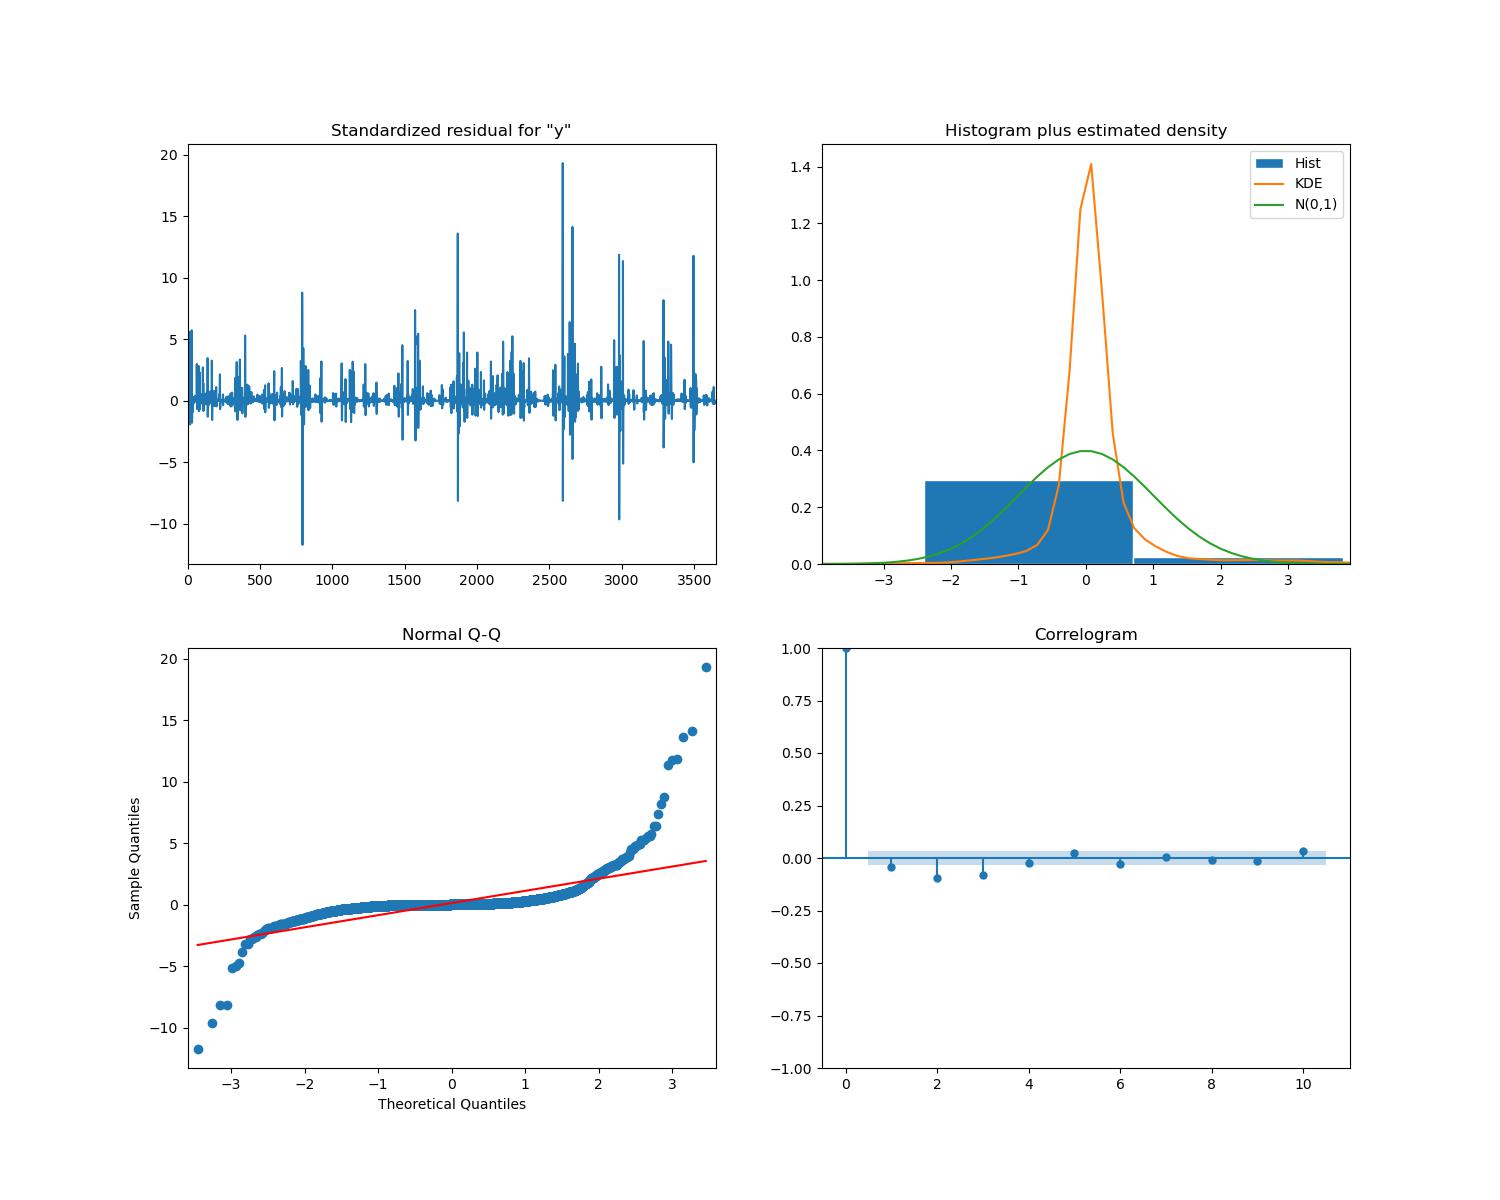 Standardized residual for "y"
20
15
10
5
0
−5
−10
0 500 1000 1500 2000 2500 3000 3500
Histogram plus estimated density
1.4
1.2
1.0
0.8
0.6
0.4
0.2
0.0
−3 −2 −1 0 1 2 3
Hist
KDE
N(0,1)
Normal Q-Q
Sample Quantiles
20
15
10
5
0
−5
−10
−3 −2 −1 0 1 2 3
Theoretical Quantiles
Correlogram
1.00
0.75
0.50
0.25
0.00
−0.25
−0.50
−0.75
−1.00
0 2 4 6 8 10